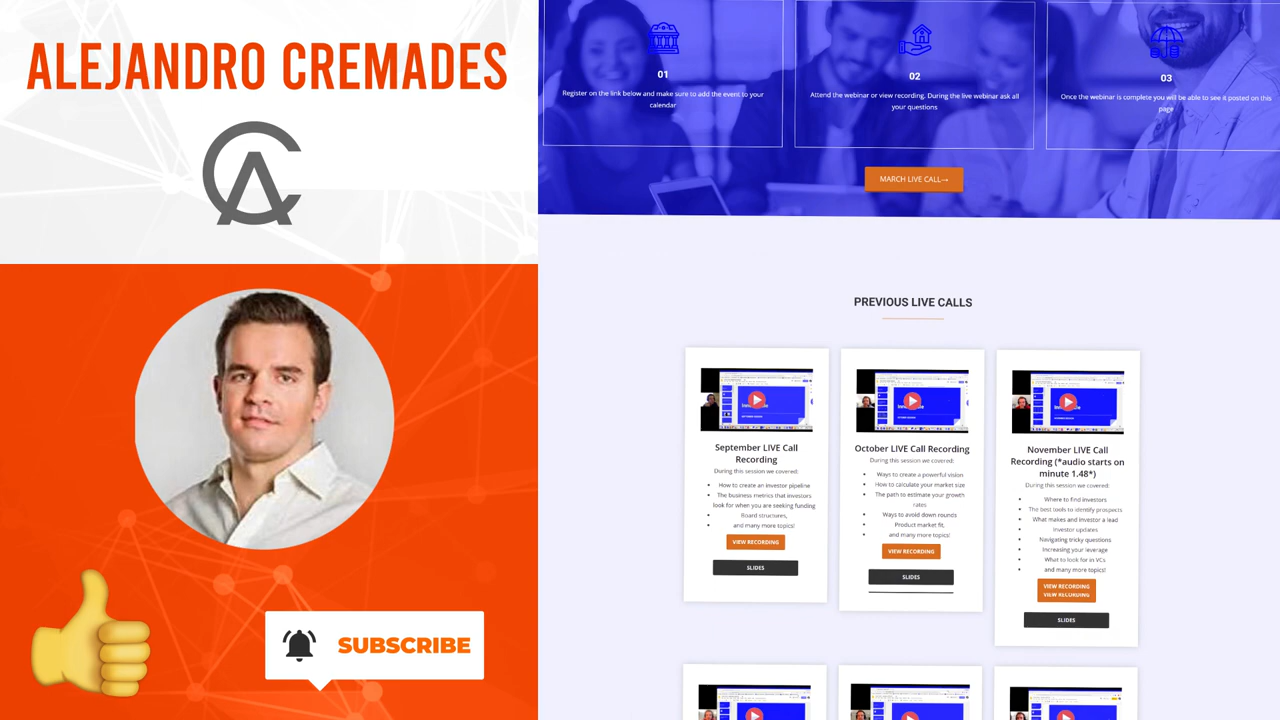 ALEJANDRO CREMADES
SUBSCRIBE
01
Register on the link below and make sure to add the event to your
calendar
02
Attend the webinar or view recording. During the live webinar ask all
your questions
03
Once the webinar is complete you will be able to see it posted on this
page
MARCH LIVE CALL→
PREVIOUS LIVE CALLS
September LIVE Call
Recording
During this session we covered:
• How to create an investor pipeline
• The business metrics that investors
look for when you are seeking funding
• Board structures,
• and many more topics!
VIEW RECORDING
SLIDES
October LIVE Call Recording
During this session we covered:
• Ways to create a powerful vision
• How to calculate your market size
• The path to estimate your growth
rates
• Ways to avoid down rounds
• Product market fit,
• and many more topics!
VIEW RECORDING
SLIDES
November LIVE Call
Recording (*audio starts on
minute 1.48*)
During this session we covered:
• Where to find investors
• The best tools to identify prospects
• What makes and investor a lead
• Investor updates
• Navigating tricky questions
• Increasing your leverage
• What to look for in VCs
• and many more topics!
VIEW RECORDING
VIEW RECORDING
SLIDES